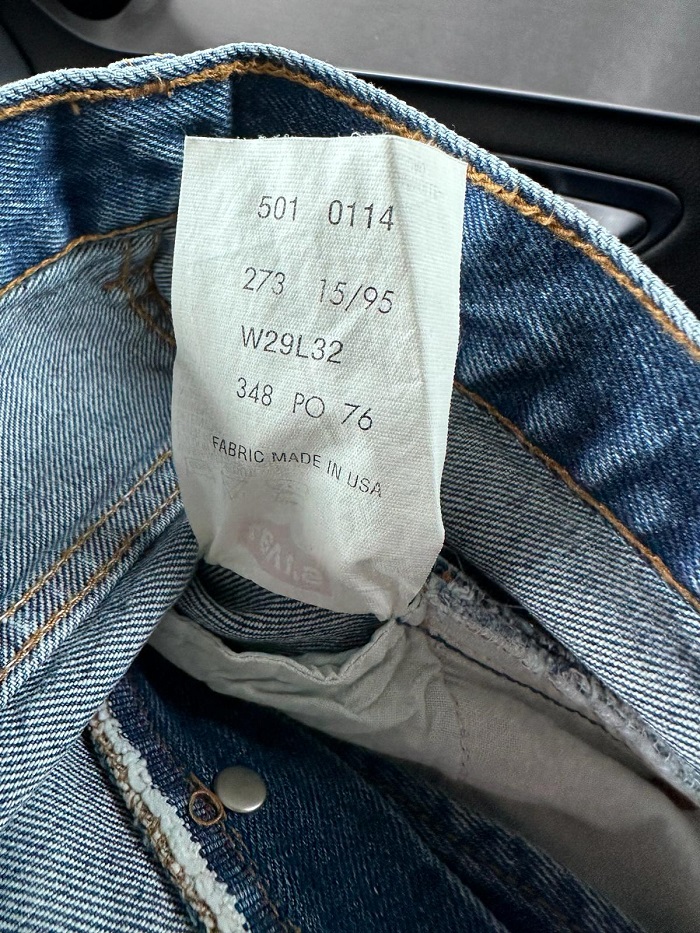 501 0114
273 15/95
W29L32
348 PO 76
FABRIC MADE IN USA